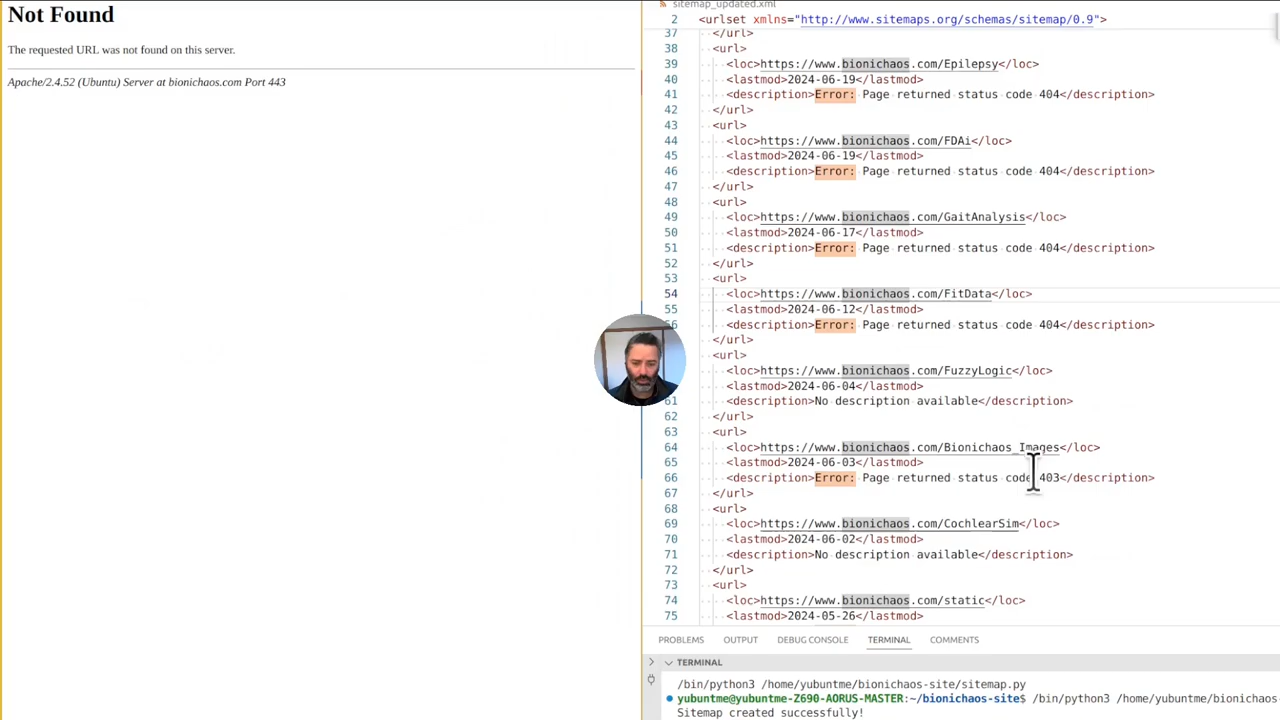 Not Found
The requested URL was not found on this server.
Apache/2.4.52 (Ubuntu) Server at bionichaos.com Port 443
sitemap_updated.xml
2 <urlset xmlns="http://www.sitemaps.org/schemas/sitemap/0.9">
37 </url>
38 <url>
39 <loc>https://www.bionichaos.com/Epilepsy</loc>
40 <lastmod>2024-06-19</lastmod>
41 <description>Error: Page returned status code 404</description>
42 </url>
43 <url>
44 <loc>https://www.bionichaos.com/FDAi</loc>
45 <lastmod>2024-06-19</lastmod>
46 <description>Error: Page returned status code 404</description>
47 </url>
48 <url>
49 <loc>https://www.bionichaos.com/GaitAnalysis</loc>
50 <lastmod>2024-06-17</lastmod>
51 <description>Error: Page returned status code 404</description>
52 </url>
53 <url>
54 <loc>https://www.bionichaos.com/FitData</loc>
55 <lastmod>2024-06-12</lastmod>
56 <description>Error: Page returned status code 404</description>
</url>
<url>
<loc>https://www.bionichaos.com/FuzzyLogic</loc>
<lastmod>2024-06-04</lastmod>
61 <description>No description available</description>
62 </url>
63 <url>
64 <loc>https://www.bionichaos.com/Bionichaos_Images</loc>
65 <lastmod>2024-06-03</lastmod>
66 <description>Error: Page returned status code 403</description>
67 </url>
68 <url>
69 <loc>https://www.bionichaos.com/CochlearSim</loc>
70 <lastmod>2024-06-02</lastmod>
71 <description>No description available</description>
72 </url>
73 <url>
74 <loc>https://www.bionichaos.com/static</loc>
75 <lastmod>2024-05-26</lastmod>
PROBLEMS OUTPUT DEBUG CONSOLE TERMINAL COMMENTS
TERMINAL
/bin/python3 /home/yubuntme/bionichaos-site/sitemap.py
yubuntme@yubuntme-Z690-AORUS-MASTER:~/bionichaos-site$ /bin/python3 /home/yubuntme/bionichaos-
Sitemap created successfully!